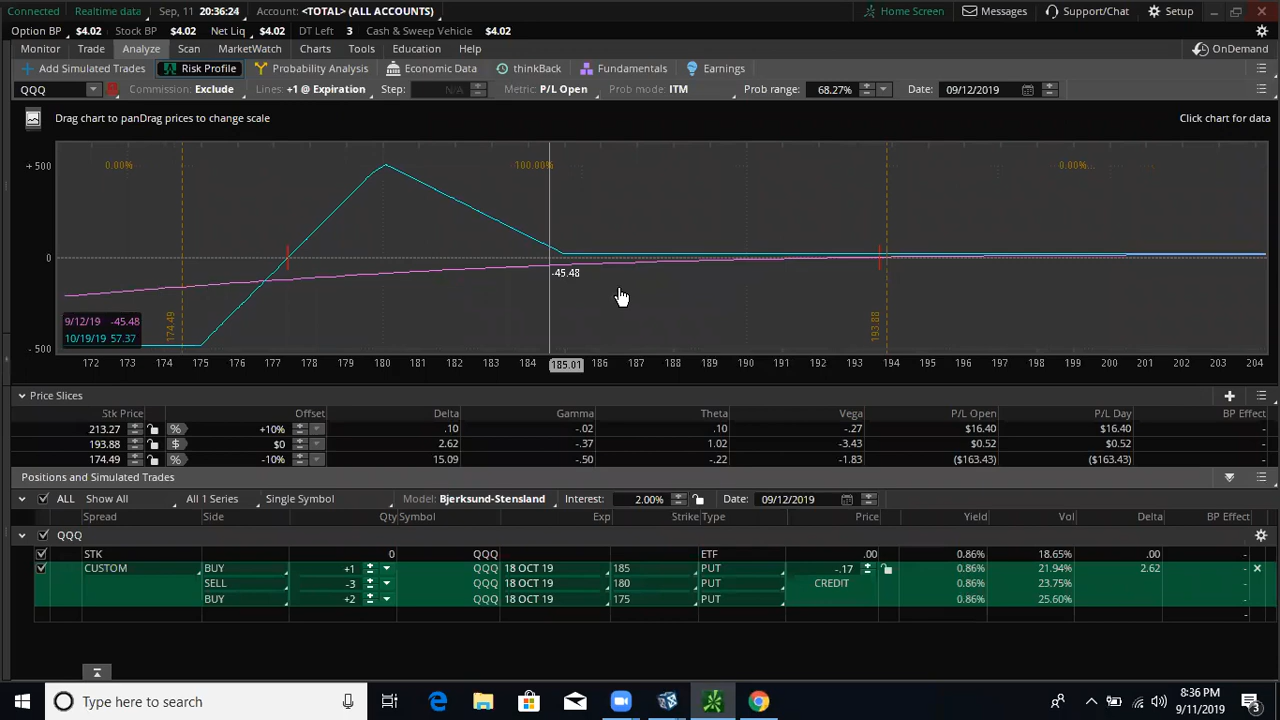 Connected Realtime data Sep, 11 20:36:24 Account: <TOTAL> (ALL ACCOUNTS) Home Screen Messages Support/Chat Setup
Option BP $4.02 Stock BP $4.02 Net Liq $4.02 DT Left 3 Cash & Sweep Vehicle $4.02
Monitor Trade Analyze Scan MarketWatch Charts Tools Education Help OnDemand
Add Simulated Trades Risk Profile Probability Analysis Economic Data thinkBack Fundamentals Earnings
QQQ Commission: Exclude Lines: +1 @ Expiration Step: N/A Metric: P/L Open Prob mode: ITM Prob range: 68.27% Date: 09/12/2019
Drag chart to panDrag prices to change scale Click chart for data
+500 0.00% 100.00% 0.00%...
0
-45.48
174.49 193.88
9/12/19 -45.48
10/19/19 57.37
-500
172 173 174 175 176 177 178 179 180 181 182 183 184 185.01 186 187 188 189 190 191 192 193 194 195 196 197 198 199 200 201 202 203 204
Price Slices
Stk Price Offset Delta Gamma Theta Vega P/L Open P/L Day BP Effect
213.27 % +10% .10 -.02 .10 -.27 $16.40 $16.40 -
193.88 $ $0 2.62 -.37 1.02 -3.43 $0.52 $0.52 -
174.49 % -10% 15.09 -.50 -.22 -1.83 ($163.43) ($163.43) -
Positions and Simulated Trades
ALL Show All All 1 Series Single Symbol Model: Bjerksund-Stensland Interest: 2.00% Date: 09/12/2019
Spread Side Qty Symbol Exp Strike Type Price Yield Vol Delta BP Effect
QQQ
STK 0 QQQ ETF .00 0.86% 18.65% .00 -
CUSTOM BUY +1 QQQ 18 OCT 19 185 PUT -.17 0.86% 21.94% 2.62 -
SELL -3 QQQ 18 OCT 19 180 PUT CREDIT 0.86% 23.75%
BUY +2 QQQ 18 OCT 19 175 PUT 0.86% 25.60%
-
Type here to search
8:36 PM
9/11/2019
3